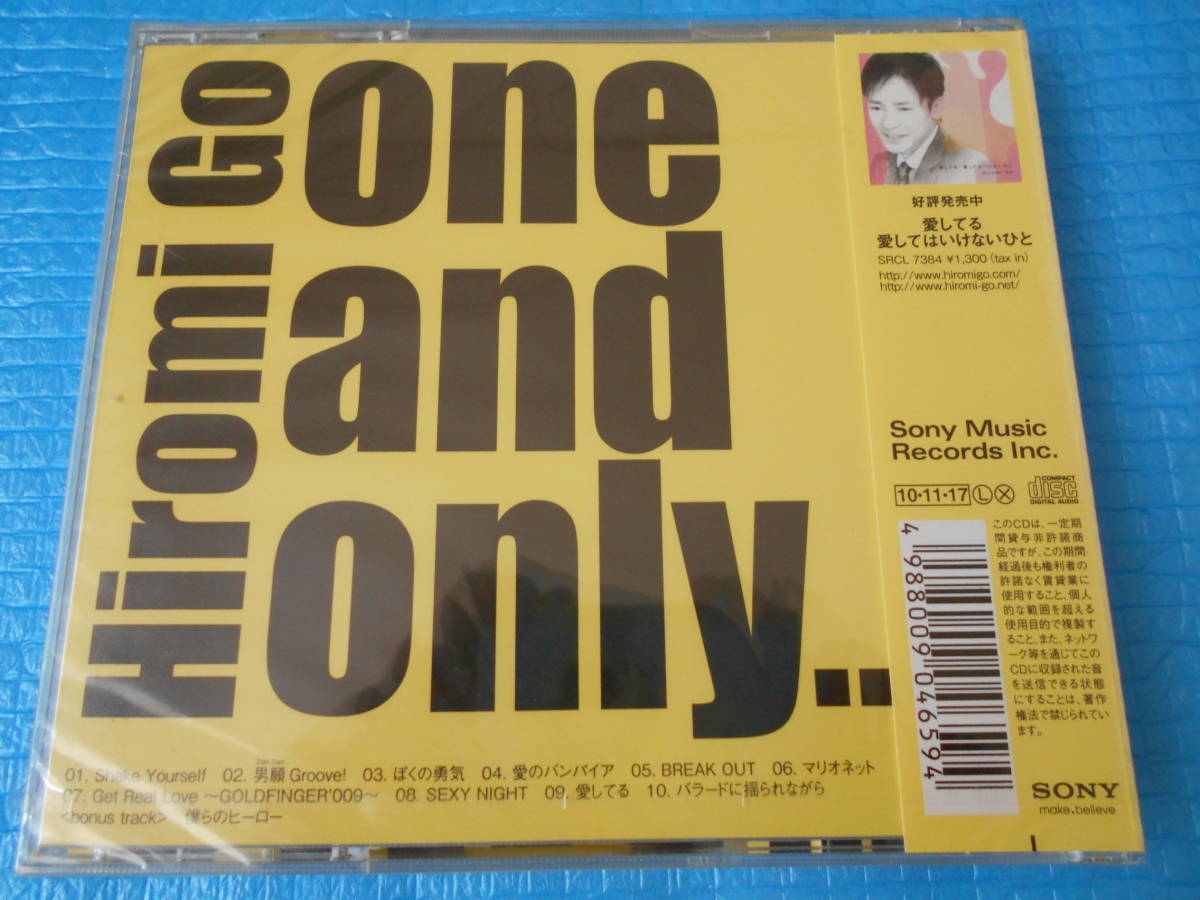 Hiromi Go
one
and
only..
01. Shake Yourself 02. 男願 Groove! 03. ぼくの勇気 04. 愛のバンパイア 05. BREAK OUT 06. マリオネット
Dan Gan
07. Get Real Love 〜GOLDFINGER'009〜 08. SEXY NIGHT 09. 愛してる 10. バラードに揺られながら
<bonus track> 僕らのヒーロー
好評発売中
愛してる
愛してはいけないひと
SRCL 7384 ¥1,300 (tax in)
http://www.hiromigo.com/
http://www.hiromi-go.net/
Sony Music
Records Inc.
10・11・17 L X
COMPACT
disc
DIGITAL AUDIO
4 988009 046594
このCDは、一定期
間貸与非許諾商
品ですが、この期間
経過後も権利者の
許諾なく賃貸業に
使用すること、個人
的な範囲を超える
使用目的で複製す
ること、また、ネットワ
ーク等を通じてこの
CDに収録された音
を送信できる状態
にすることは、著作
権法で禁じられてい
ます。
SONY
make.believe